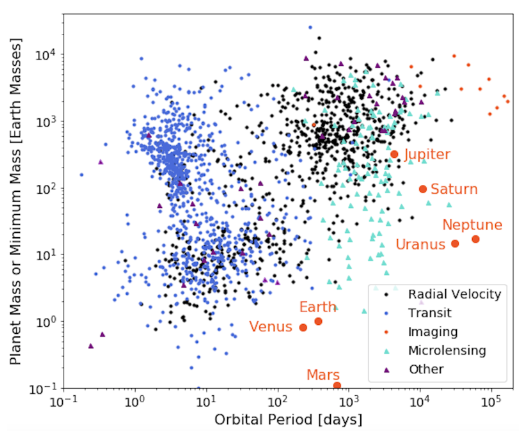 Planet Mass or Minimum Mass [Earth Masses]
10⁴
10³
10²
10¹
10⁰
10⁻¹
Jupiter
Saturn
Neptune
Uranus
Earth
Venus
Mars
Radial Velocity
Transit
Imaging
Microlensing
Other
10⁻¹ 10⁰ 10¹ 10² 10³ 10⁴ 10⁵
Orbital Period [days]